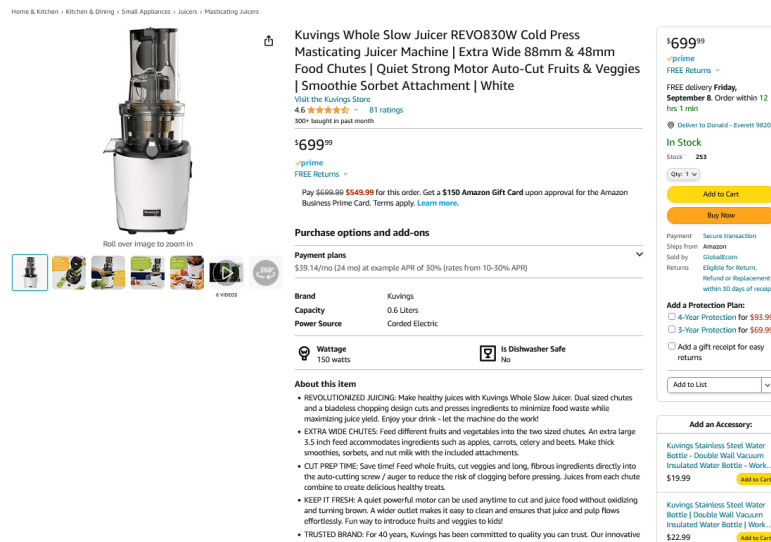 Home & Kitchen › Kitchen & Dining › Small Appliances › Juicers › Masticating Juicers
Roll over image to zoom in
6 VIDEOS
360°
Kuvings Whole Slow Juicer REVO830W Cold Press
Masticating Juicer Machine | Extra Wide 88mm & 48mm
Food Chutes | Quiet Strong Motor Auto-Cut Fruits & Veggies
| Smoothie Sorbet Attachment | White
Visit the Kuvings Store
4.6 81 ratings
300+ bought in past month
$699.99
prime
FREE Returns
Pay $699.99 $549.99 for this order. Get a $150 Amazon Gift Card upon approval for the Amazon
Business Prime Card. Terms apply. Learn more.
Purchase options and add-ons
Payment plans
$39.14/mo (24 mo) at example APR of 30% (rates from 10-30% APR)
Brand Kuvings
Capacity 0.6 Liters
Power Source Corded Electric
Wattage
150 watts
Is Dishwasher Safe
No
About this item
• REVOLUTIONIZED JUICING: Make healthy juices with Kuvings Whole Slow Juicer. Dual sized chutes
and a bladeless chopping design cuts and presses ingredients to minimize food waste while
maximizing juice yield. Enjoy your drink - let the machine do the work!
• EXTRA WIDE CHUTES: Feed different fruits and vegetables into the two sized chutes. An extra large
3.5 inch feed accommodates ingredients such as apples, carrots, celery and beets. Make thick
smoothies, sorbets, and nut milk with the included attachments.
• CUT PREP TIME: Save time! Feed whole fruits, cut veggies and long, fibrous ingredients directly into
the auto-cutting screw / auger to reduce the risk of clogging before pressing. Juices from each chute
combine to create delicious healthy treats.
• KEEP IT FRESH: A quiet powerful motor can be used anytime to cut and juice food without oxidizing
and turning brown. A wider outlet makes it easy to clean and ensures that juice and pulp flows
effortlessly. Fun way to introduce fruits and veggies to kids!
• TRUSTED BRAND: For 40 years, Kuvings has been committed to quality you can trust. Our innovative
$699.99
prime
FREE Returns
FREE delivery Friday,
September 8. Order within 12
hrs 1 min
Deliver to Donald - Everett 9820
In Stock
Stock 253
Qty: 1
Add to Cart
Buy Now
Payment Secure transaction
Ships from Amazon
Sold by GlobalEcom
Returns Eligible for Return,
Refund or Replacement
within 30 days of receip
Add a Protection Plan:
4-Year Protection for $93.99
3-Year Protection for $69.99
Add a gift receipt for easy
returns
Add to List
Add an Accessory:
Kuvings Stainless Steel Water
Bottle - Double Wall Vacuum
Insulated Water Bottle - Work...
$19.99 Add to Cart
Kuvings Stainless Steel Water
Bottle | Double Wall Vacuum
Insulated Water Bottle | Work...
$22.99 Add to Cart